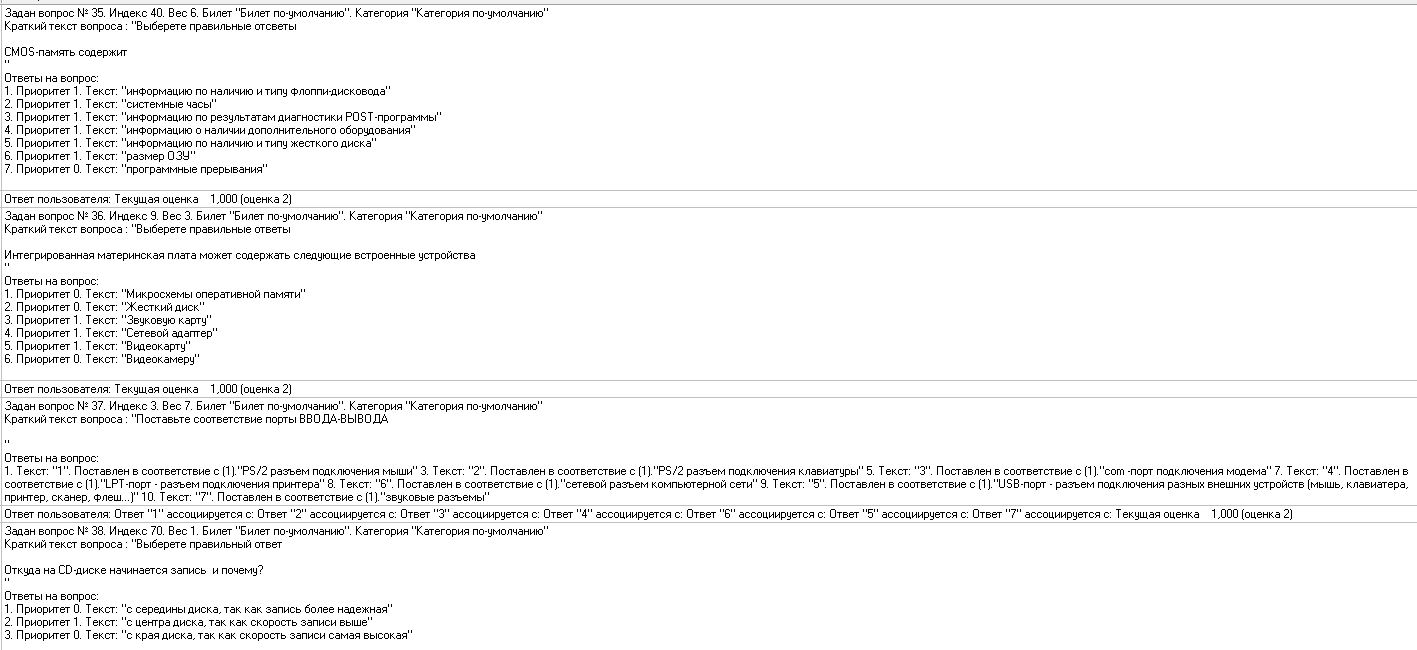 Задан вопрос № 35. Индекс 40. Вес 6. Билет "Билет по-умолчанию". Категория "Категория по-умолчанию"
Краткий текст вопроса : "Выберете правильные отсветы
CMOS-память содержит
"
Ответы на вопрос:
1. Приоритет 1. Текст: "информацию по наличию и типу флоппи-дисковода"
2. Приоритет 1. Текст: "системные часы"
3. Приоритет 1. Текст: "информацию по результатам диагностики POST-программы"
4. Приоритет 1. Текст: "информацию о наличии дополнительного оборудования"
5. Приоритет 1. Текст: "информацию по наличию и типу жесткого диска"
6. Приоритет 1. Текст: "размер ОЗУ"
7. Приоритет 0. Текст: "программные прерывания"
Ответ пользователя: Текущая оценка 1,000 (оценка 2)
Задан вопрос № 36. Индекс 9. Вес 3. Билет "Билет по-умолчанию". Категория "Категория по-умолчанию"
Краткий текст вопроса : "Выберете правильные ответы
Интегрированная материнская плата может содержать следующие встроенные устройства
"
Ответы на вопрос:
1. Приоритет 0. Текст: "Микросхемы оперативной памяти"
2. Приоритет 0. Текст: "Жесткий диск"
3. Приоритет 1. Текст: "Звуковую карту"
4. Приоритет 1. Текст: "Сетевой адаптер"
5. Приоритет 1. Текст: "Видеокарту"
6. Приоритет 0. Текст: "Видеокамеру"
Ответ пользователя: Текущая оценка 1,000 (оценка 2)
Задан вопрос № 37. Индекс 3. Вес 7. Билет "Билет по-умолчанию". Категория "Категория по-умолчанию"
Краткий текст вопроса : "Поставьте соответствие порты ВВОДА-ВЫВОДА
"
Ответы на вопрос:
1. Текст: "1". Поставлен в соответствие с (1)."PS/2 разъем подключения мыши" 3. Текст: "2". Поставлен в соответствие с (1)."PS/2 разъем подключения клавиатуры" 5. Текст: "3". Поставлен в соответствие с (1)."com -порт подключения модема" 7. Текст: "4". Поставлен в
соответствие с (1)."LPT-порт - разъем подключения принтера" 8. Текст: "6". Поставлен в соответствие с (1)."сетевой разъем компьютерной сети" 9. Текст: "5". Поставлен в соответствие с (1)."USB-порт - разъем подключения разных внешних устройств (мышь, клавиатера,
принтер, сканер, флеш...)" 10. Текст: "7". Поставлен в соответствие с (1)."звуковые разъемы"
Ответ пользователя: Ответ "1" ассоциируется с: Ответ "2" ассоциируется с: Ответ "3" ассоциируется с: Ответ "4" ассоциируется с: Ответ "6" ассоциируется с: Ответ "5" ассоциируется с: Ответ "7" ассоциируется с: Текущая оценка 1,000 (оценка 2)
Задан вопрос № 38. Индекс 70. Вес 1. Билет "Билет по-умолчанию". Категория "Категория по-умолчанию"
Краткий текст вопроса : "Выберете правильный ответ
Откуда на CD-диске начинается запись и почему?
"
Ответы на вопрос:
1. Приоритет 0. Текст: "с середины диска, так как запись более надежная"
2. Приоритет 1. Текст: "с центра диска, так как скорость записи выше"
3. Приоритет 0. Текст: "с края диска, так как скорость записи самая высокая"